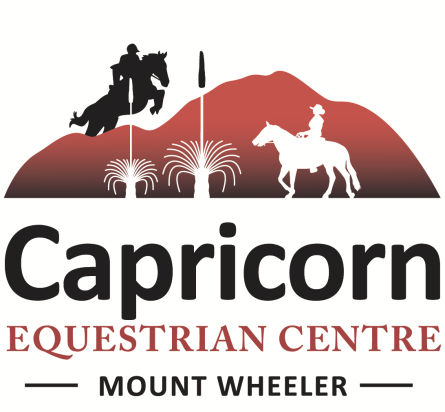 Capricorn
EQUESTRIAN CENTRE
MOUNT WHEELER